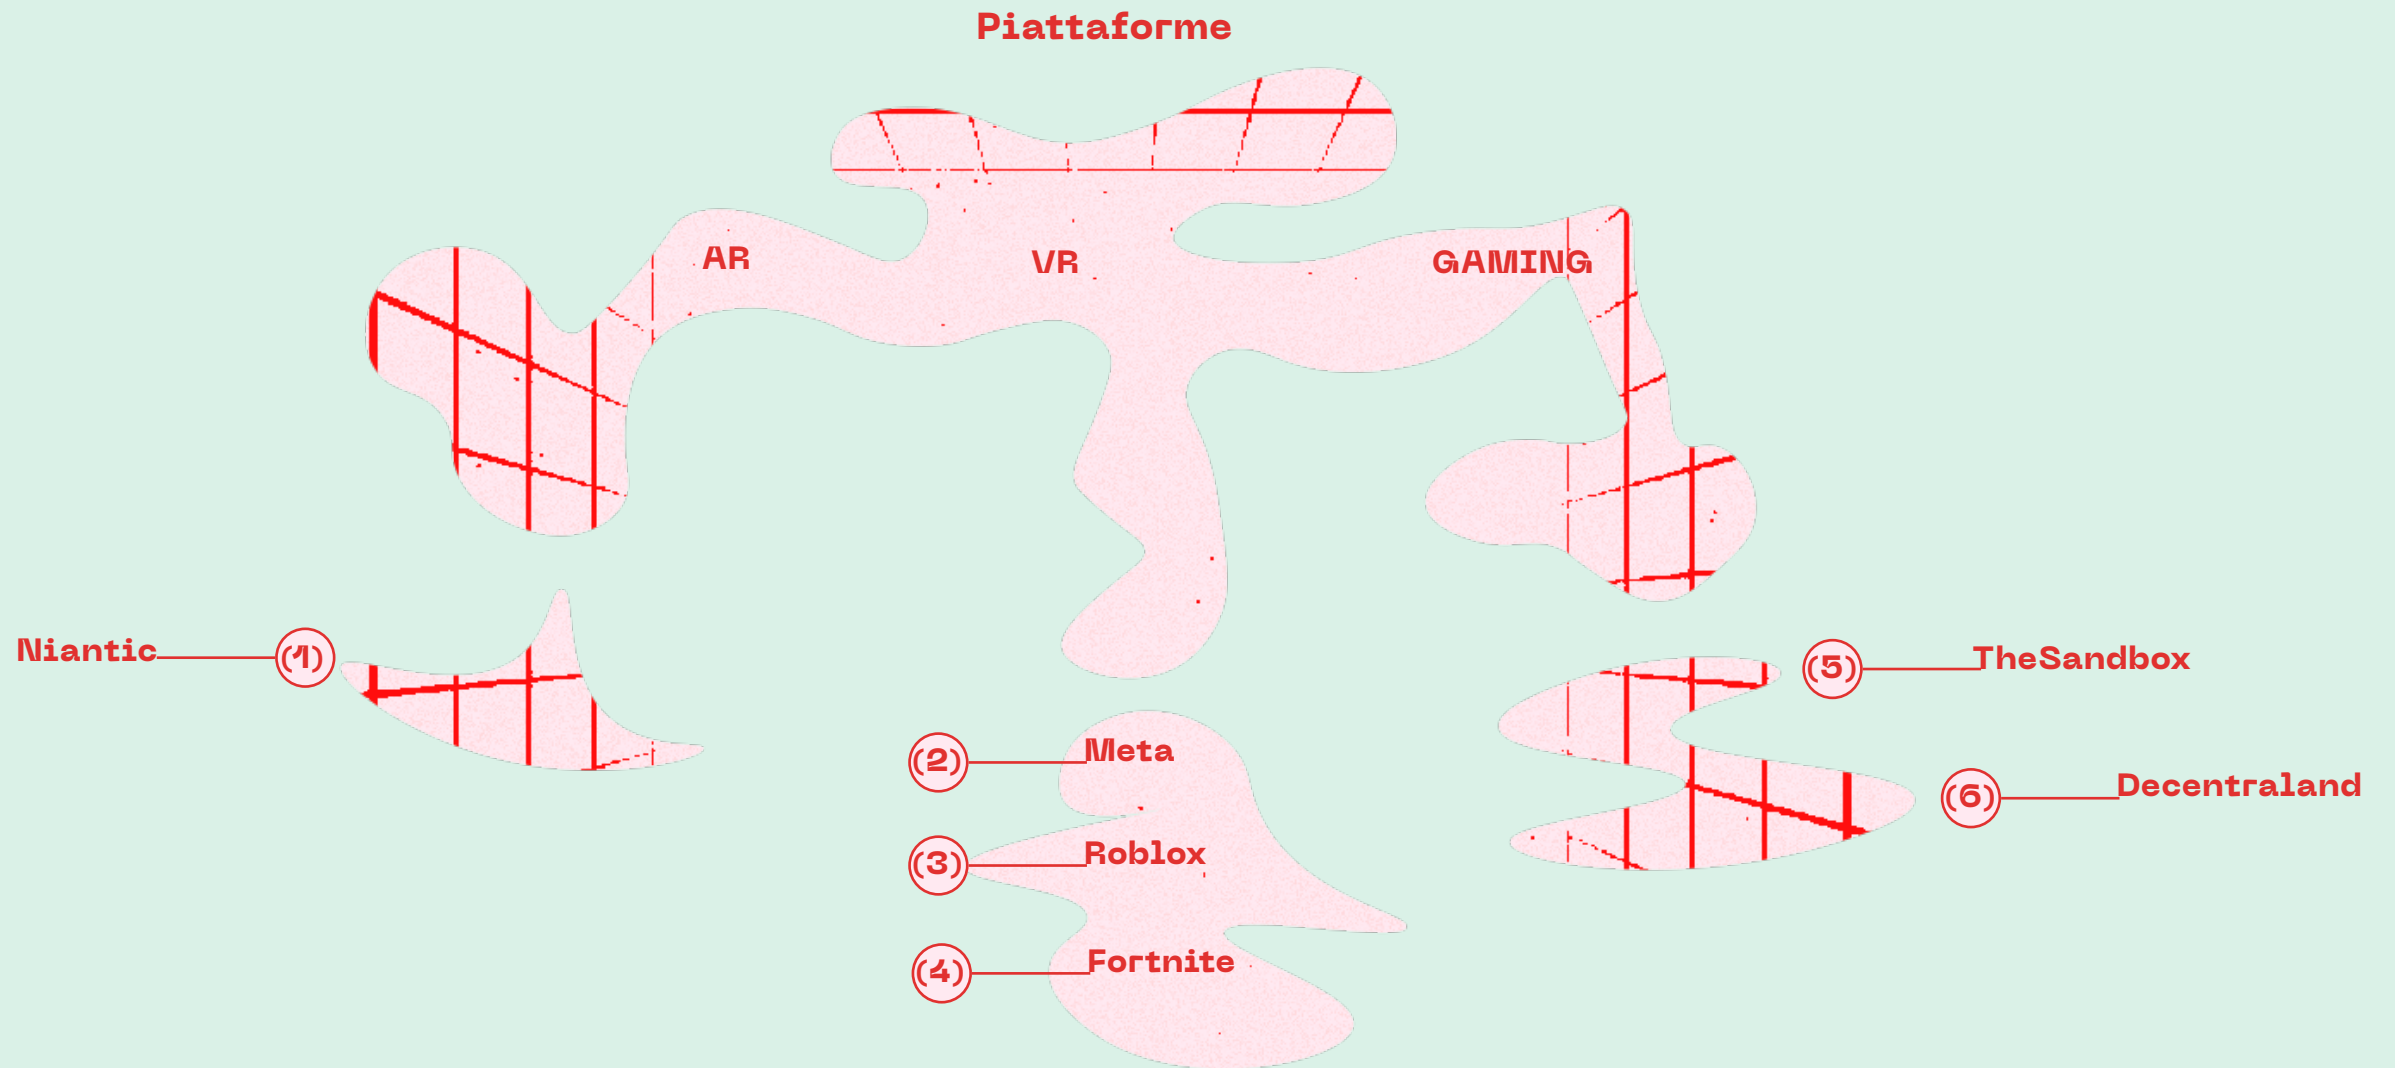 Piattaforme
AR
VR
GAMING
Niantic (1)
(2) Meta
(3) Roblox
(4) Fortnite
(5) TheSandbox
(6) Decentraland